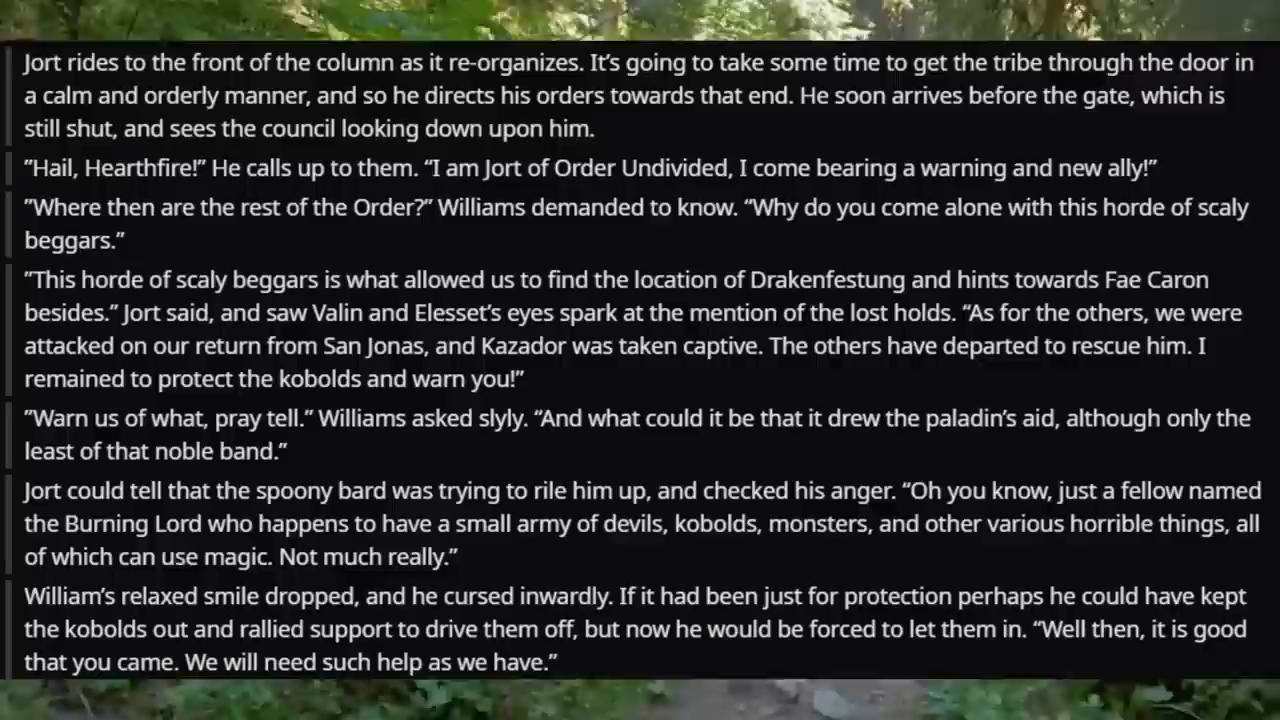 Jort rides to the front of the column as it re-organizes. It’s going to take some time to get the tribe through the door in
a calm and orderly manner, and so he directs his orders towards that end. He soon arrives before the gate, which is
still shut, and sees the council looking down upon him.
”Hail, Hearthfire!” He calls up to them. “I am Jort of Order Undivided, I come bearing a warning and new ally!”
”Where then are the rest of the Order?” Williams demanded to know. “Why do you come alone with this horde of scaly
beggars.”
”This horde of scaly beggars is what allowed us to find the location of Drakenfestung and hints towards Fae Caron
besides.” Jort said, and saw Valin and Elesset’s eyes spark at the mention of the lost holds. “As for the others, we were
attacked on our return from San Jonas, and Kazador was taken captive. The others have departed to rescue him. I
remained to protect the kobolds and warn you!”
”Warn us of what, pray tell.” Williams asked slyly. “And what could it be that it drew the paladin’s aid, although only the
least of that noble band.”
Jort could tell that the spoony bard was trying to rile him up, and checked his anger. “Oh you know, just a fellow named
the Burning Lord who happens to have a small army of devils, kobolds, monsters, and other various horrible things, all
of which can use magic. Not much really.”
William’s relaxed smile dropped, and he cursed inwardly. If it had been just for protection perhaps he could have kept
the kobolds out and rallied support to drive them off, but now he would be forced to let them in. “Well then, it is good
that you came. We will need such help as we have.”